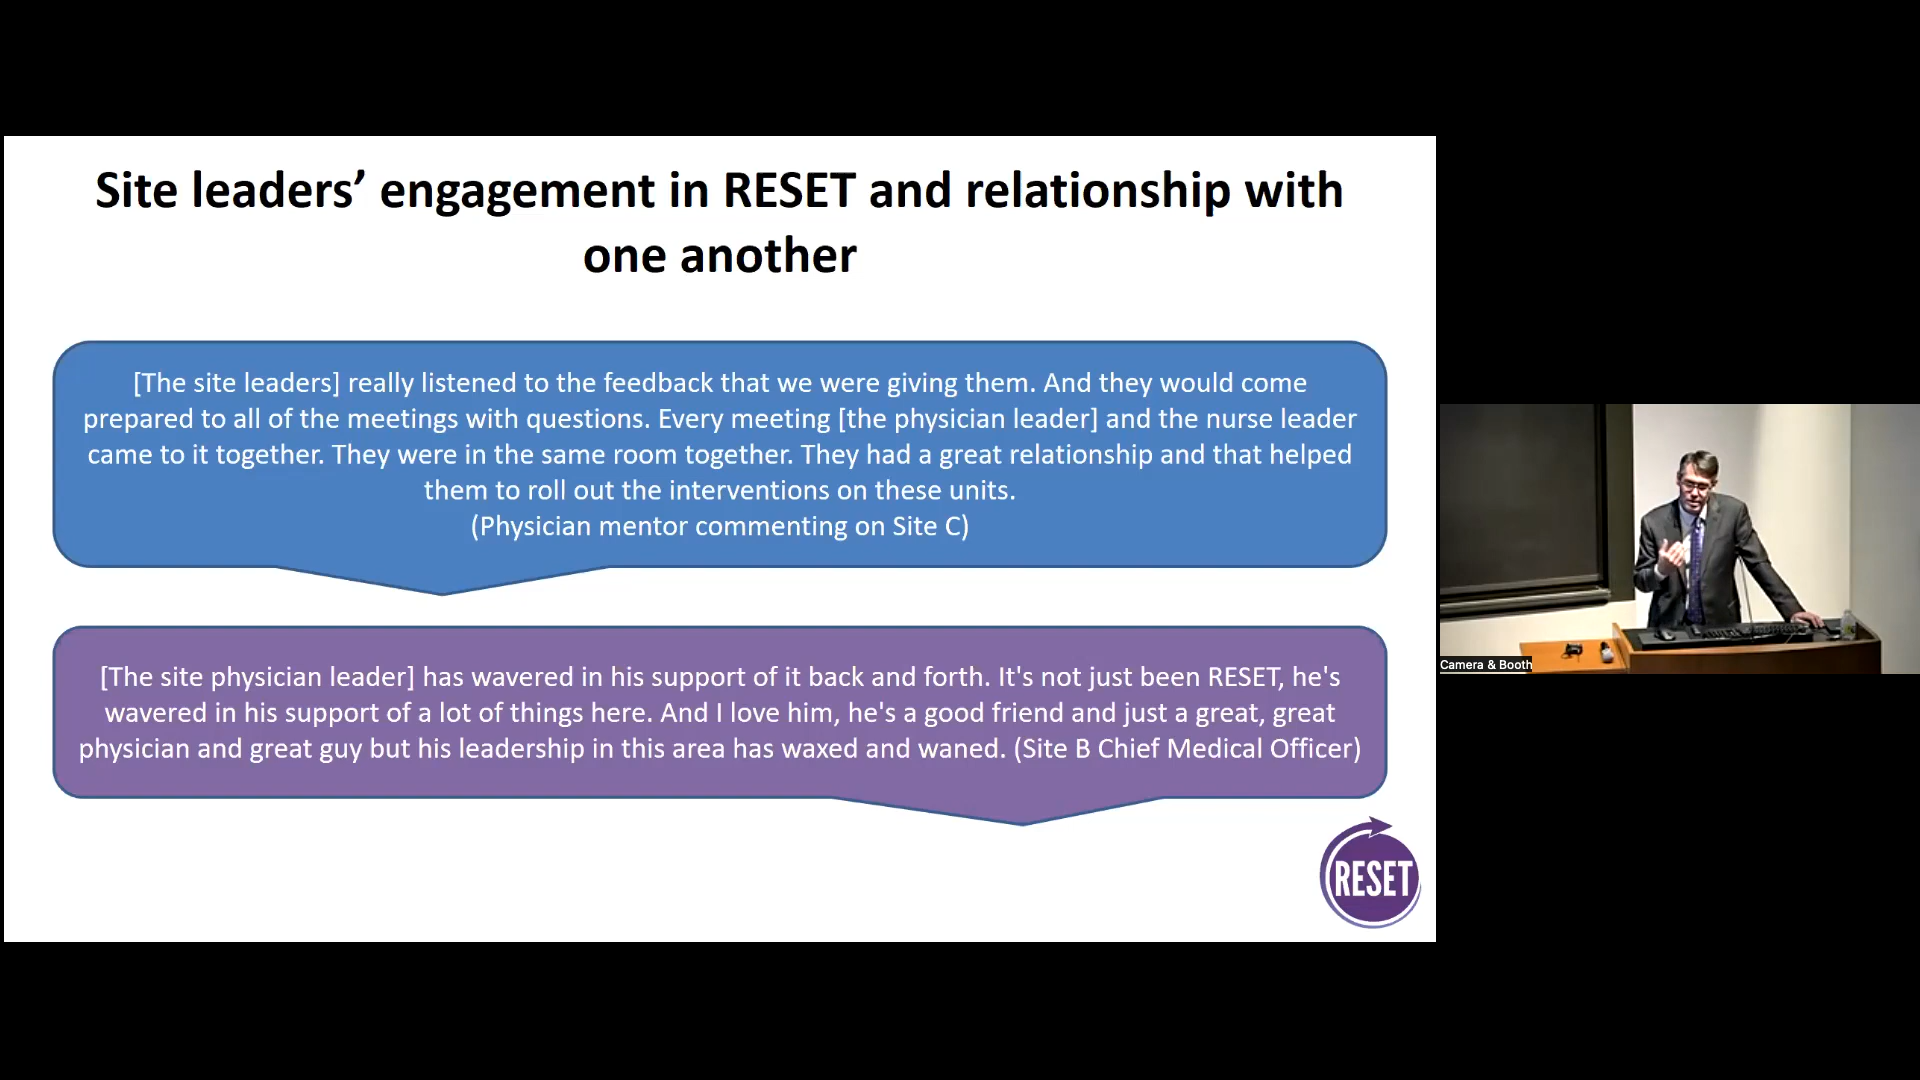 Site leaders’ engagement in RESET and relationship with
one another
[The site leaders] really listened to the feedback that we were giving them. And they would come
prepared to all of the meetings with questions. Every meeting [the physician leader] and the nurse leader
came to it together. They were in the same room together. They had a great relationship and that helped
them to roll out the interventions on these units.
(Physician mentor commenting on Site C)
[The site physician leader] has wavered in his support of it back and forth. It's not just been RESET, he's
wavered in his support of a lot of things here. And I love him, he's a good friend and just a great, great
physician and great guy but his leadership in this area has waxed and waned. (Site B Chief Medical Officer)
RESET
Camera & Booth